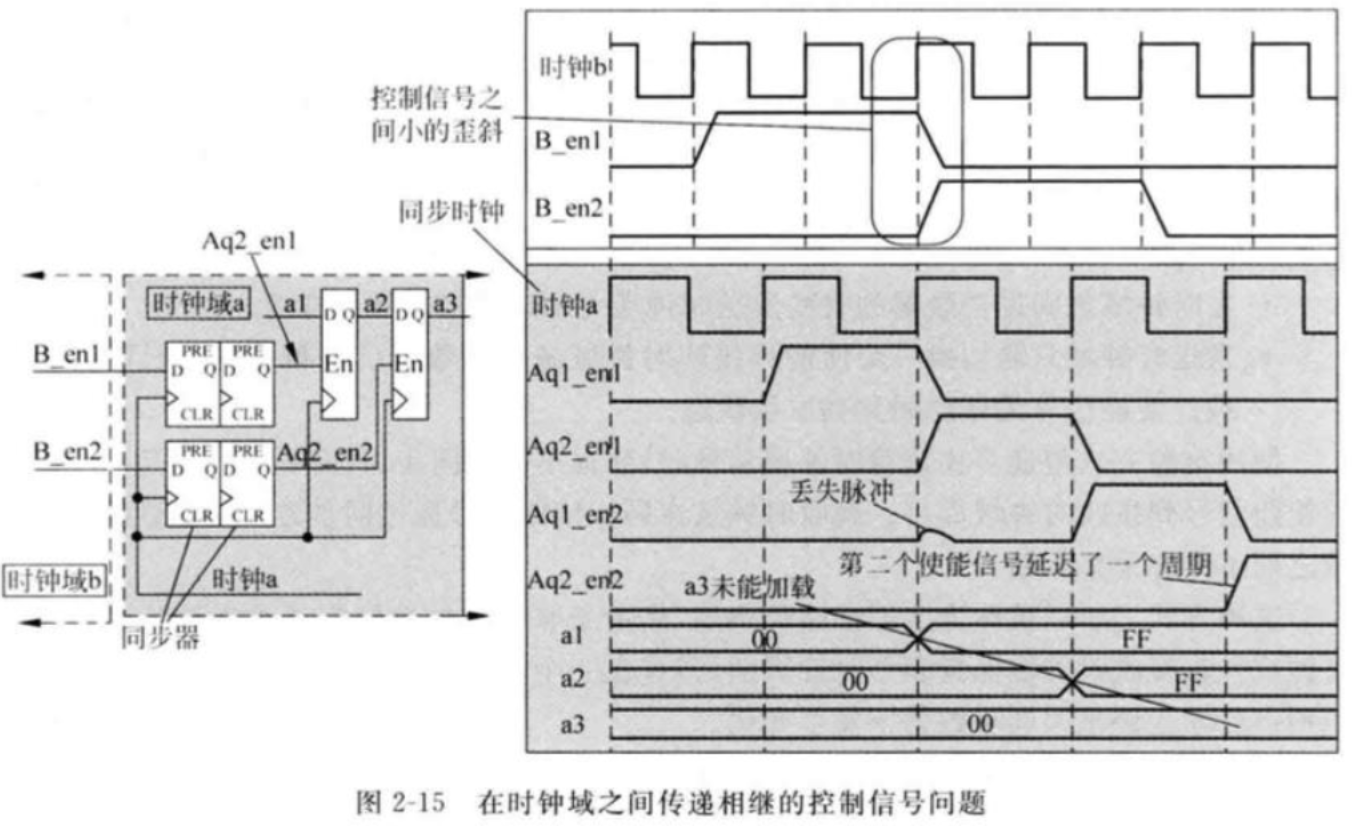 控制信号之
间小的歪斜
同步时钟
时钟b
B_en1
B_en2
Aq2_en1
时钟域a
a1
D Q
a2
D Q
a3
En
En
B_en1
PRE
PRE
D Q
D Q
CLR
CLR
B_en2
PRE
PRE
Aq2_en2
D Q
D Q
CLR
CLR
时钟域b
时钟a
同步器
时钟a
Aq1_en1
Aq2_en1
丢失脉冲
Aq1_en2
第二个使能信号延迟了一个周期
Aq2_en2
a3未能加载
a1
00
FF
a2
00
FF
a3
00
图 2-15 在时钟域之间传递相继的控制信号问题